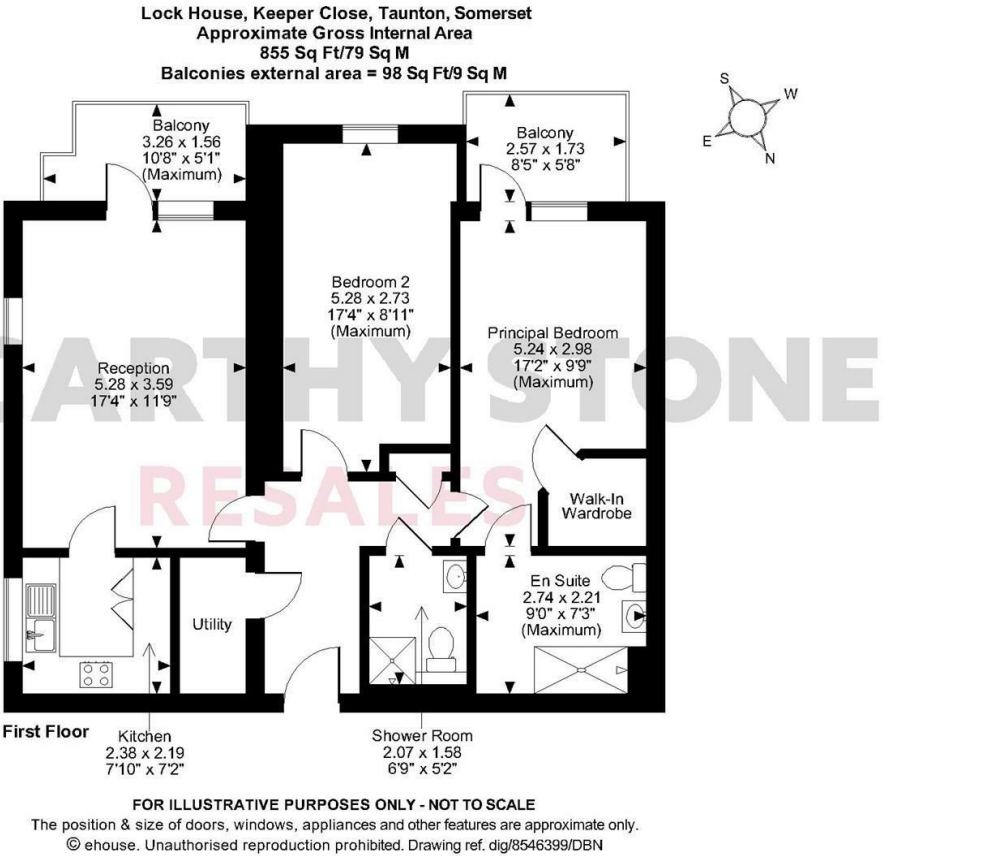 Lock House, Keeper Close, Taunton, Somerset
Approximate Gross Internal Area
855 Sq Ft/79 Sq M
Balconies external area = 98 Sq Ft/9 Sq M
S
W
E
N
Balcony
3.26 x 1.56
10'8" x 5'1"
(Maximum)
Balcony
2.57 x 1.73
8'5" x 5'8"
Bedroom 2
5.28 x 2.73
17'4" x 8'11"
(Maximum)
Principal Bedroom
5.24 x 2.98
17'2" x 9'9"
(Maximum)
Reception
5.28 x 3.59
17'4" x 11'9"
CARTHY STONE
RESALES
Walk-In
Wardrobe
En Suite
2.74 x 2.21
9'0" x 7'3"
(Maximum)
Utility
First Floor
Kitchen
2.38 x 2.19
7'10" x 7'2"
Shower Room
2.07 x 1.58
6'9" x 5'2"
FOR ILLUSTRATIVE PURPOSES ONLY - NOT TO SCALE
The position & size of doors, windows, appliances and other features are approximate only.
© ehouse. Unauthorised reproduction prohibited. Drawing ref. dig/8546399/DBN